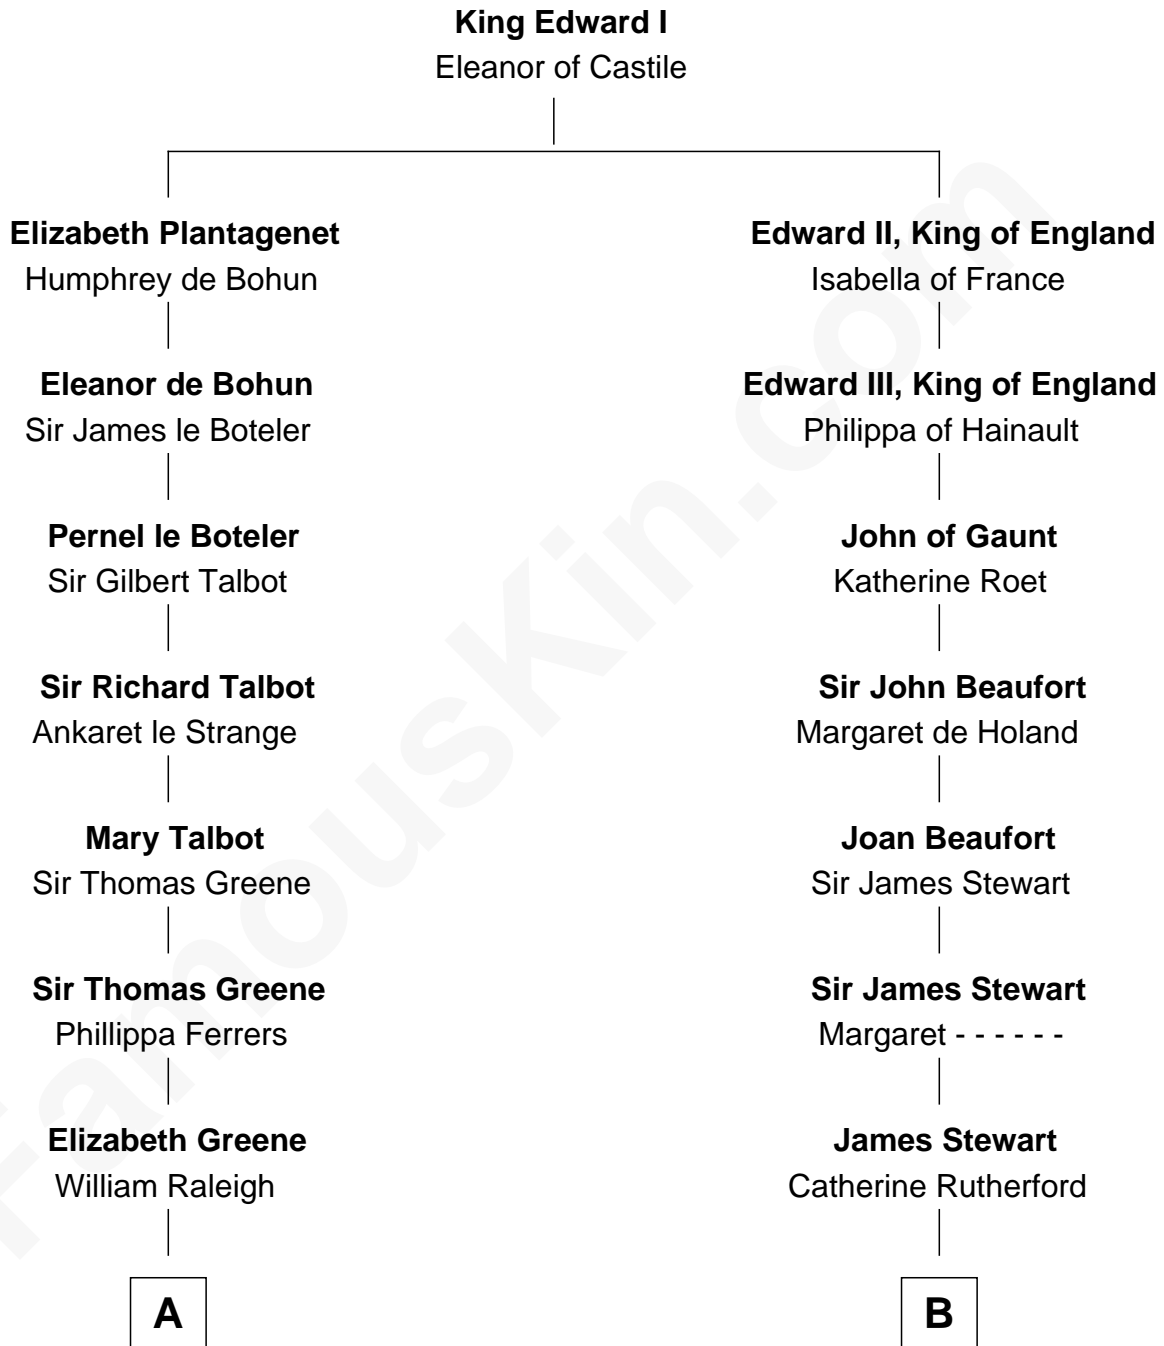 King Edward I
Eleanor of Castile
Elizabeth Plantagenet
Humphrey de Bohun
Edward II, King of England
Isabella of France
Eleanor de Bohun
Sir James le Boteler
Edward III, King of England
Philippa of Hainault
Pernel le Boteler
Sir Gilbert Talbot
John of Gaunt
Katherine Roet
Sir Richard Talbot
Ankaret le Strange
Sir John Beaufort
Margaret de Holand
Mary Talbot
Sir Thomas Greene
Joan Beaufort
Sir James Stewart
Sir Thomas Greene
Phillippa Ferrers
Sir James Stewart
Margaret - - - - - -
Elizabeth Greene
William Raleigh
James Stewart
Catherine Rutherford
A
B
FamousKin.com